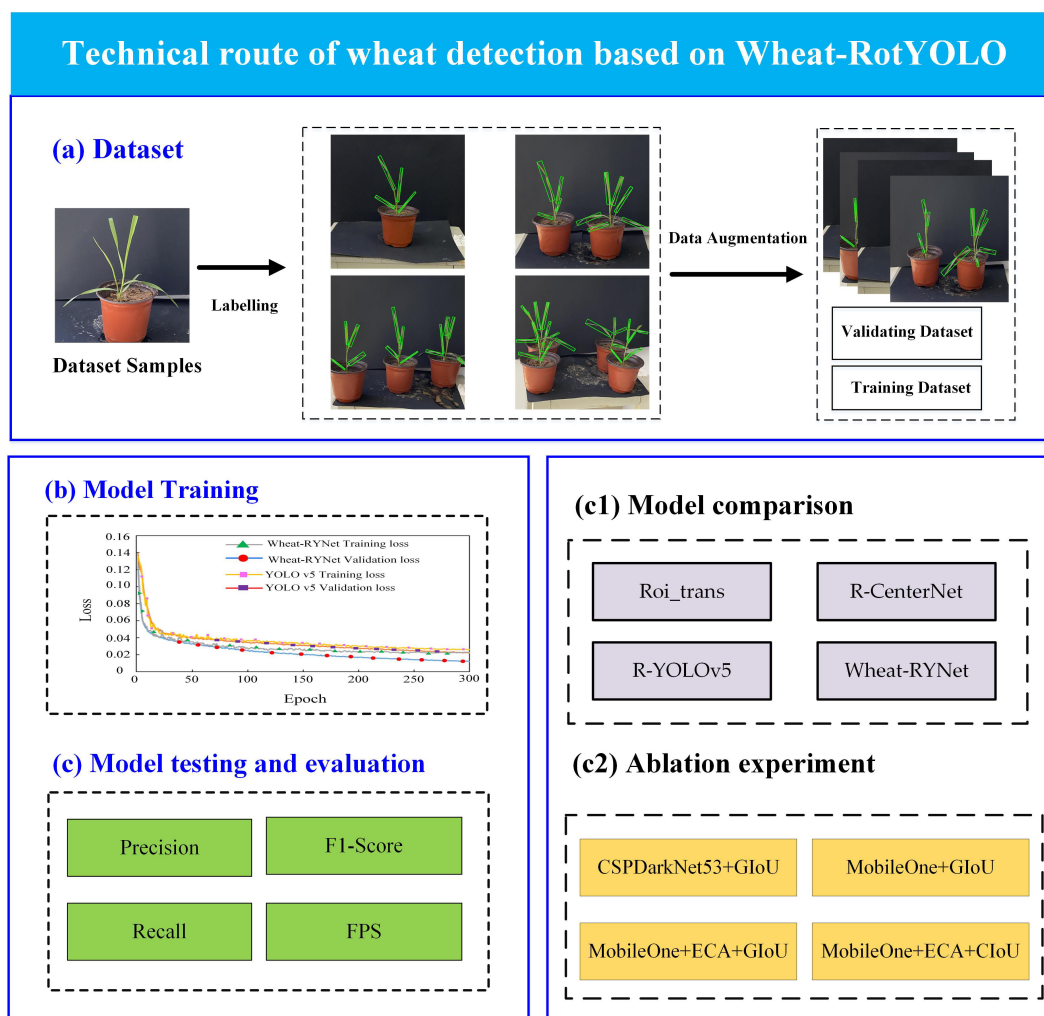 Technical route of wheat detection based on Wheat-RotYOLO
(a) Dataset
Labelling
Dataset Samples
Data Augmentation
Validating Dataset
Training Dataset
(b) Model Training
0.16
0.14
0.12
0.10
0.08
0.06
0.04
0.02
0
Loss
Wheat-RYNet Training loss
Wheat-RYNet Validation loss
YOLO v5 Training loss
YOLO v5 Validation loss
0 50 100 150 200 250 300
Epoch
(c) Model testing and evaluation
Precision
F1-Score
Recall
FPS
(c1) Model comparison
Roi_trans
R-CenterNet
R-YOLOv5
Wheat-RYNet
(c2) Ablation experiment
CSPDarkNet53+GIoU
MobileOne+GIoU
MobileOne+ECA+GIoU
MobileOne+ECA+CIoU